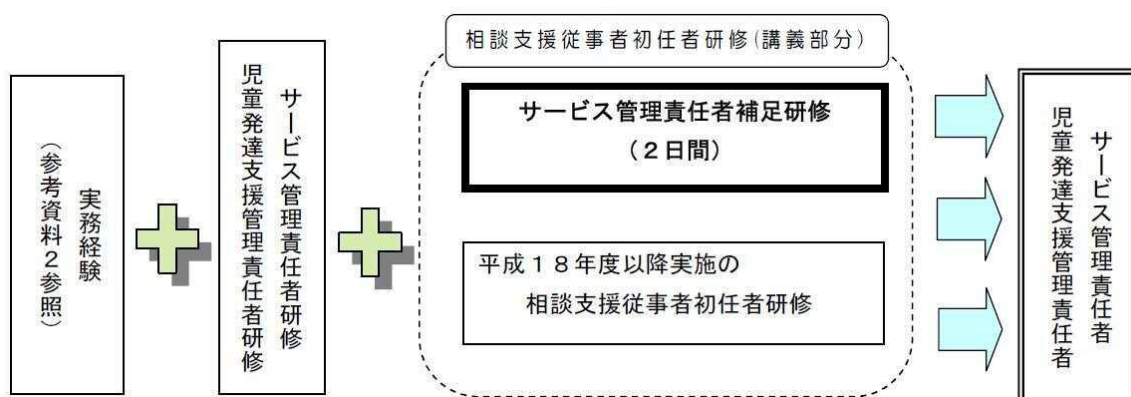 実務経験
（参考資料２参照）
サービス管理責任者研修
児童発達支援管理責任者研修
相談支援従事者初任者研修(講義部分)
サービス管理責任者補足研修
（２日間）
平成１８年度以降実施の
相談支援従事者初任者研修
サービス管理責任者
児童発達支援管理責任者